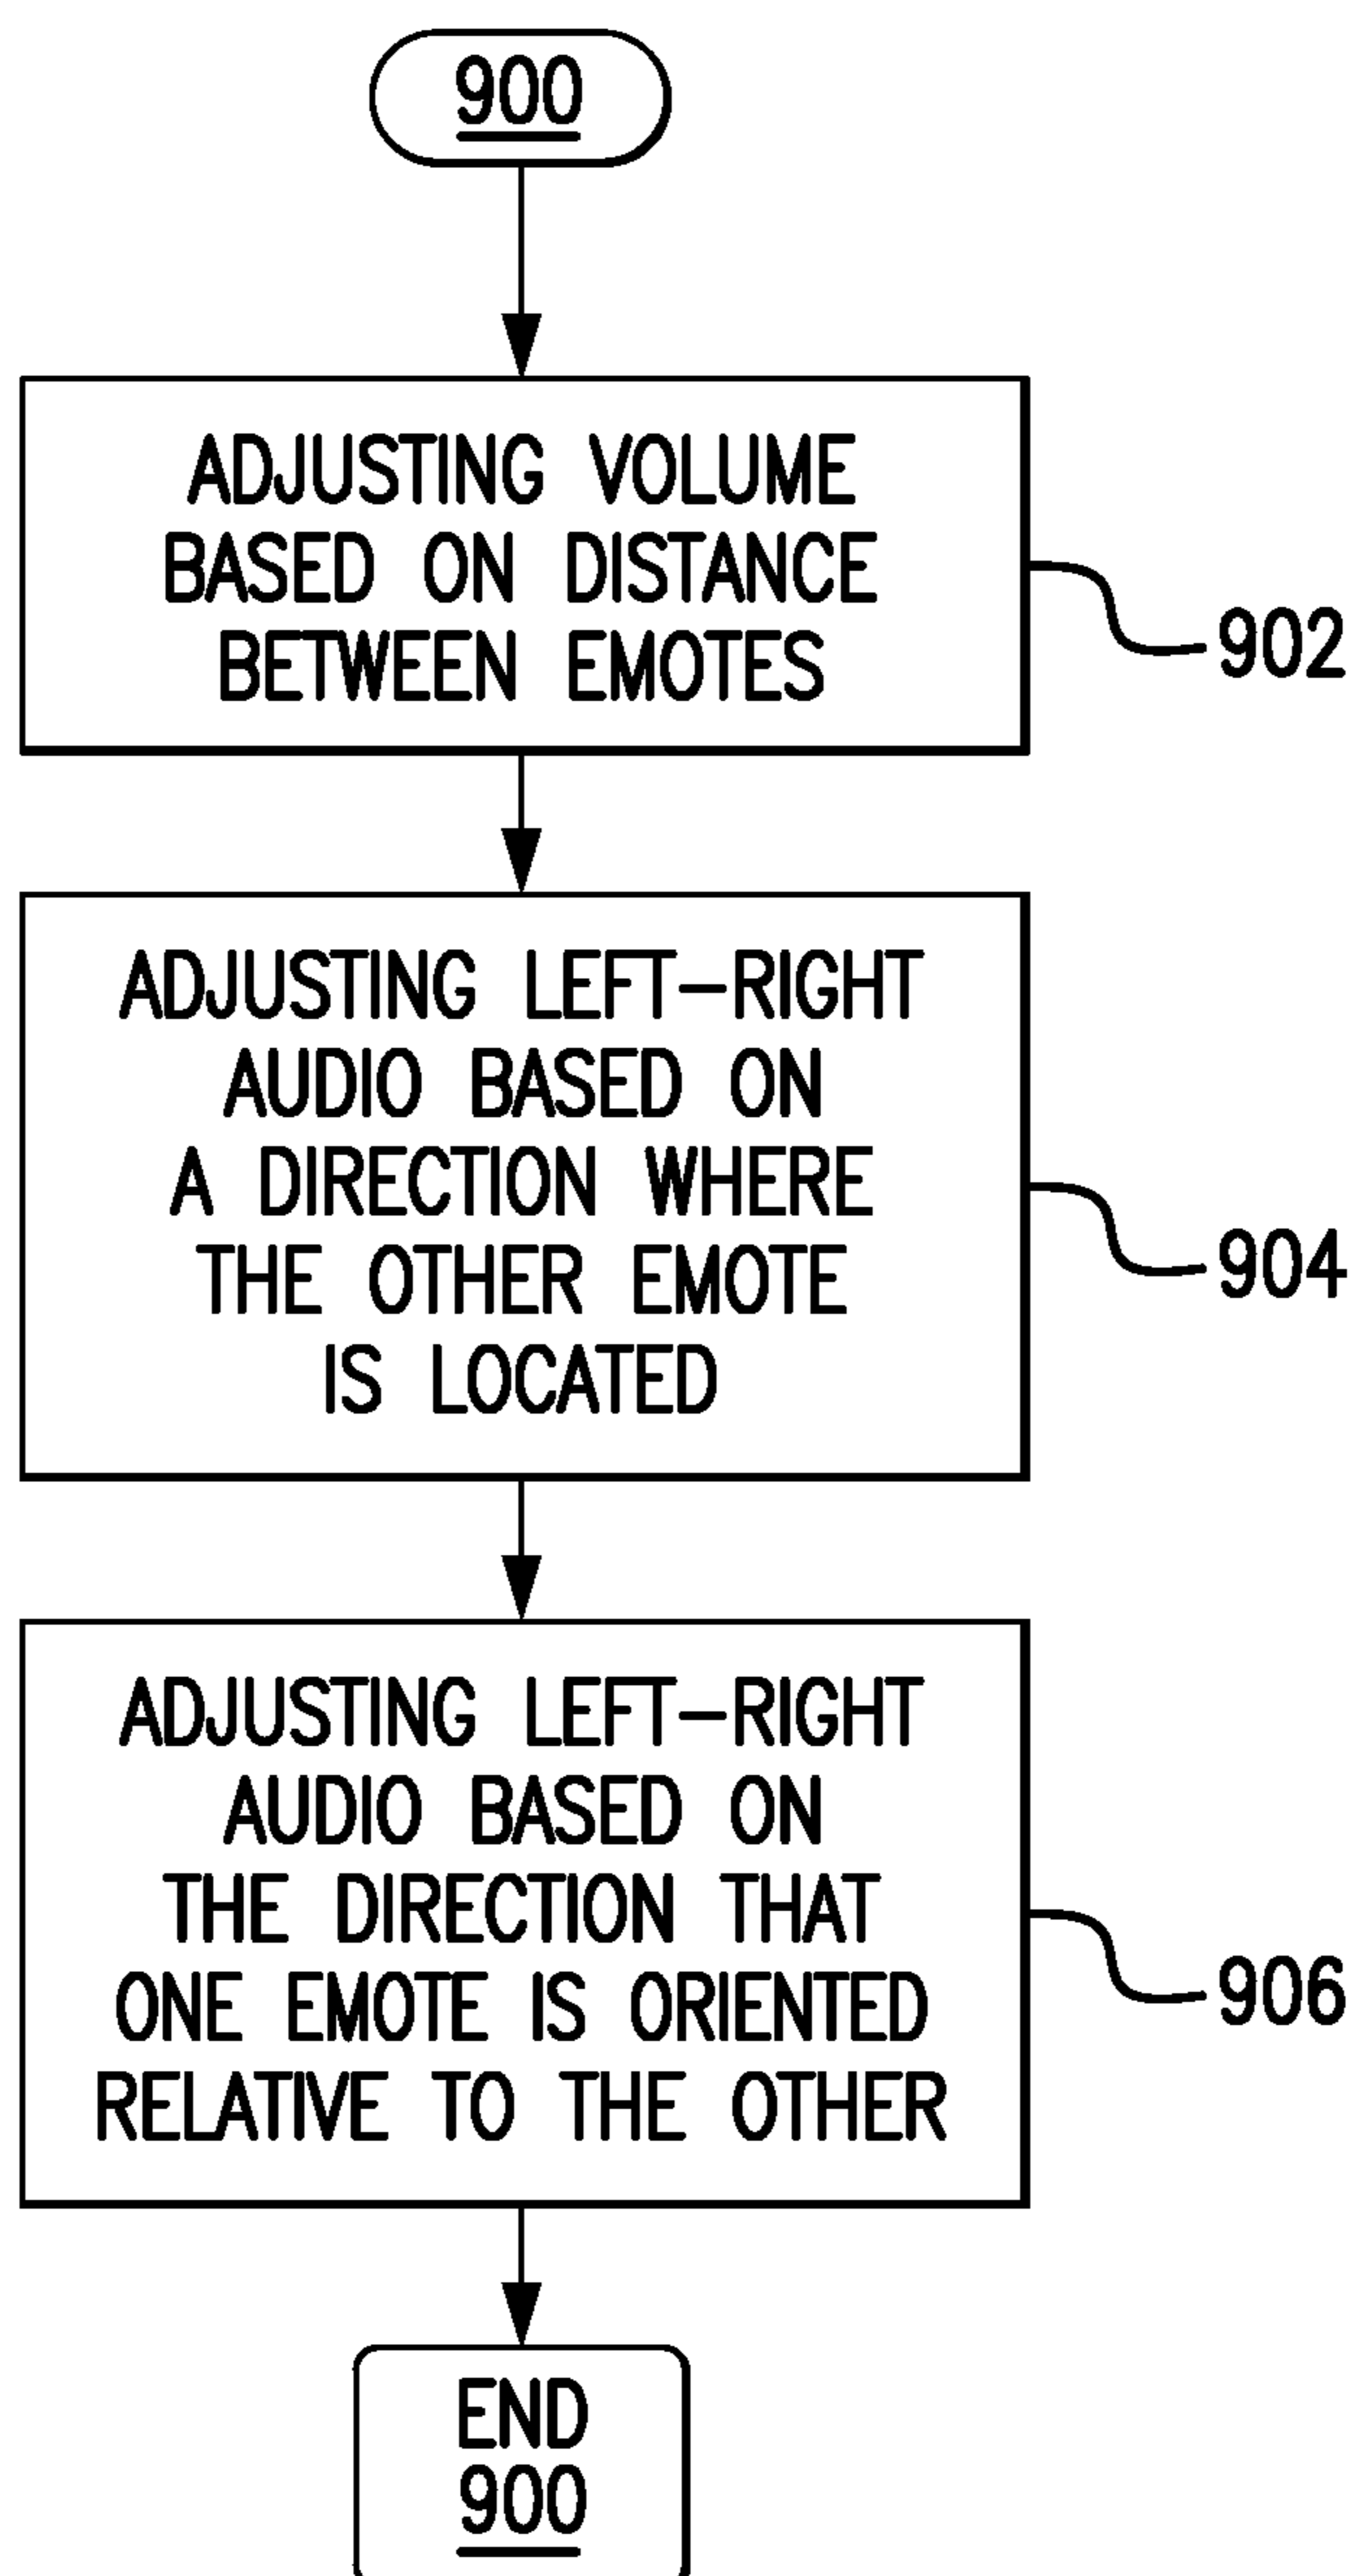 900
ADJUSTING VOLUME
BASED ON DISTANCE
BETWEEN EMOTES
902
ADJUSTING LEFT-RIGHT
AUDIO BASED ON
A DIRECTION WHERE
THE OTHER EMOTE
IS LOCATED
904
ADJUSTING LEFT-RIGHT
AUDIO BASED ON
THE DIRECTION THAT
ONE EMOTE IS ORIENTED
RELATIVE TO THE OTHER
906
END
900